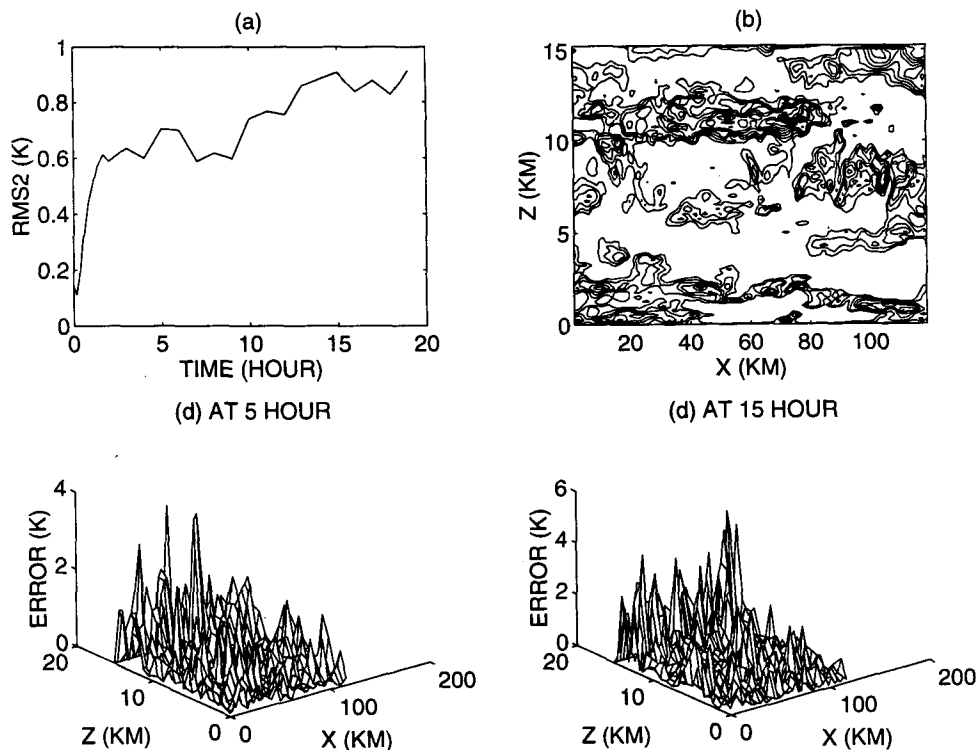 (a)
1
0.8
0.6
0.4
0.2
0
RMS2 (K)
0
5
10
15
20
TIME (HOUR)
(b)
15
10
5
0
Z (KM)
20
40
60
80
100
X (KM)
(d) AT 5 HOUR
4
2
0
ERROR (K)
20
10
0
Z (KM)
0
100
200
X (KM)
(d) AT 15 HOUR
6
4
2
0
ERROR (K)
20
10
0
Z (KM)
0
100
200
X (KM)